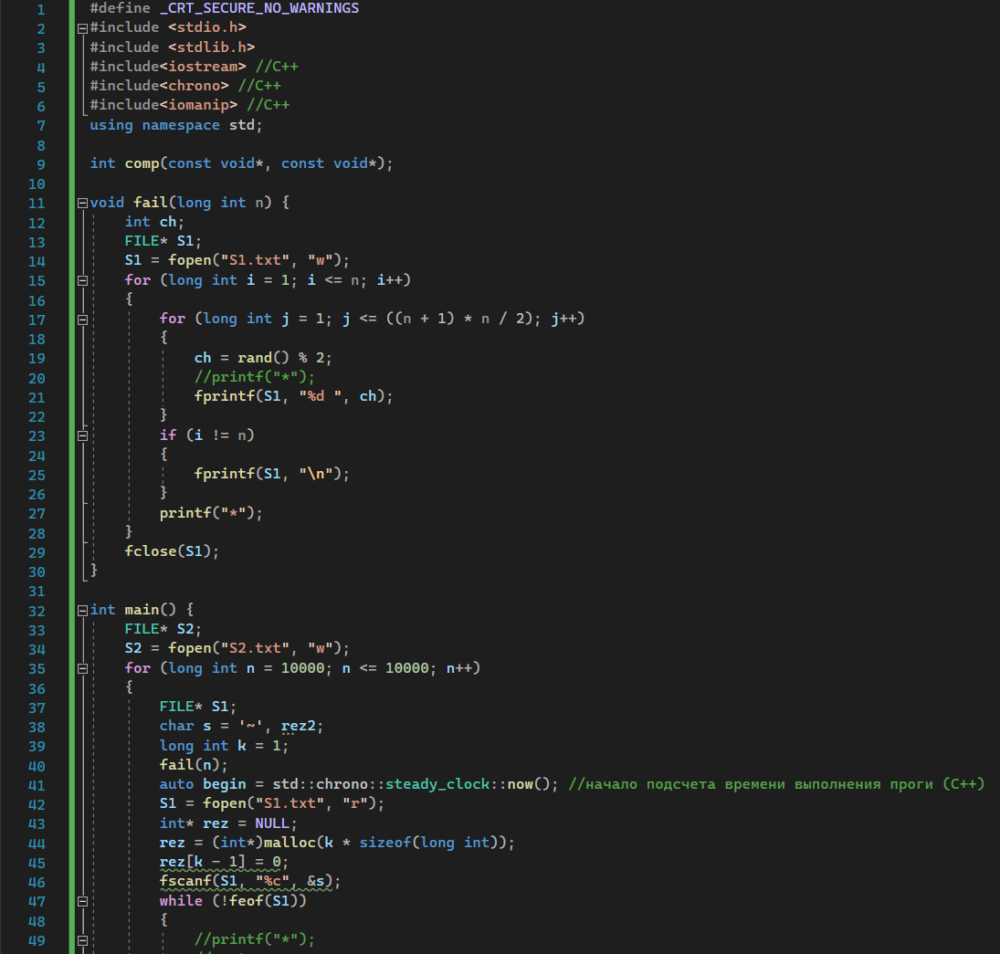 1 #define _CRT_SECURE_NO_WARNINGS
2 #include <stdio.h>
3 #include <stdlib.h>
4 #include<iostream> //C++
5 #include<chrono> //C++
6 #include<iomanip> //C++
7 using namespace std;
8
9 int comp(const void*, const void*);
10
11 void fail(long int n) {
12     int ch;
13     FILE* S1;
14     S1 = fopen("S1.txt", "w");
15     for (long int i = 1; i <= n; i++)
16     {
17         for (long int j = 1; j <= ((n + 1) * n / 2); j++)
18         {
19             ch = rand() % 2;
20             //printf("*");
21             fprintf(S1, "%d ", ch);
22         }
23         if (i != n)
24         {
25             fprintf(S1, "\n");
26         }
27         printf("*");
28     }
29     fclose(S1);
30 }
31
32 int main() {
33     FILE* S2;
34     S2 = fopen("S2.txt", "w");
35     for (long int n = 10000; n <= 10000; n++)
36     {
37         FILE* S1;
38         char s = '~', rez2;
39         long int k = 1;
40         fail(n);
41         auto begin = std::chrono::steady_clock::now(); //начало подсчета времени выполнения проги (C++)
42         S1 = fopen("S1.txt", "r");
43         int* rez = NULL;
44         rez = (int*)malloc(k * sizeof(long int));
45         rez[k - 1] = 0;
46         fscanf(S1, "%c", &s);
47         while (!feof(S1))
48         {
49             //printf("*");